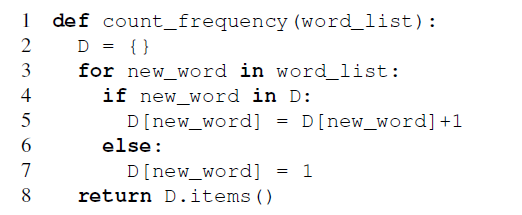 1 def count_frequency(word_list):
2   D = {}
3   for new_word in word_list:
4     if new_word in D:
5       D[new_word] = D[new_word]+1
6     else:
7       D[new_word] = 1
8   return D.items()